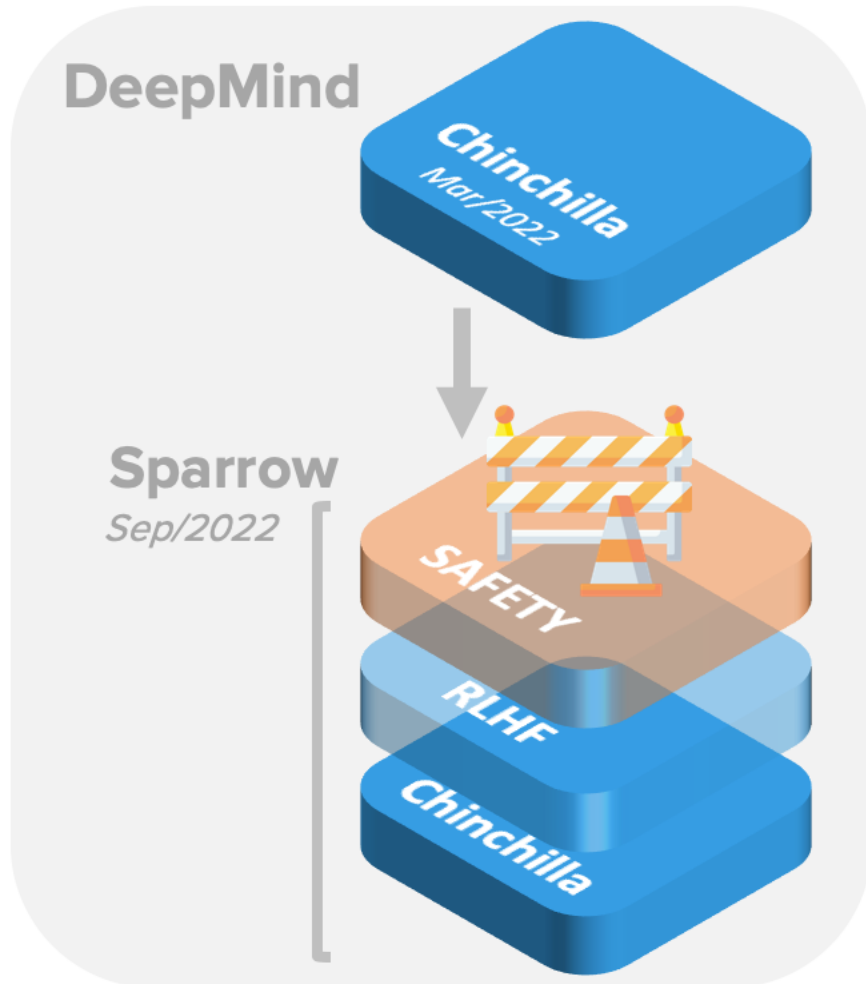 DeepMind
Chinchilla
Mar/2022
Sparrow
Sep/2022
SAFETY
RLHF
Chinchilla